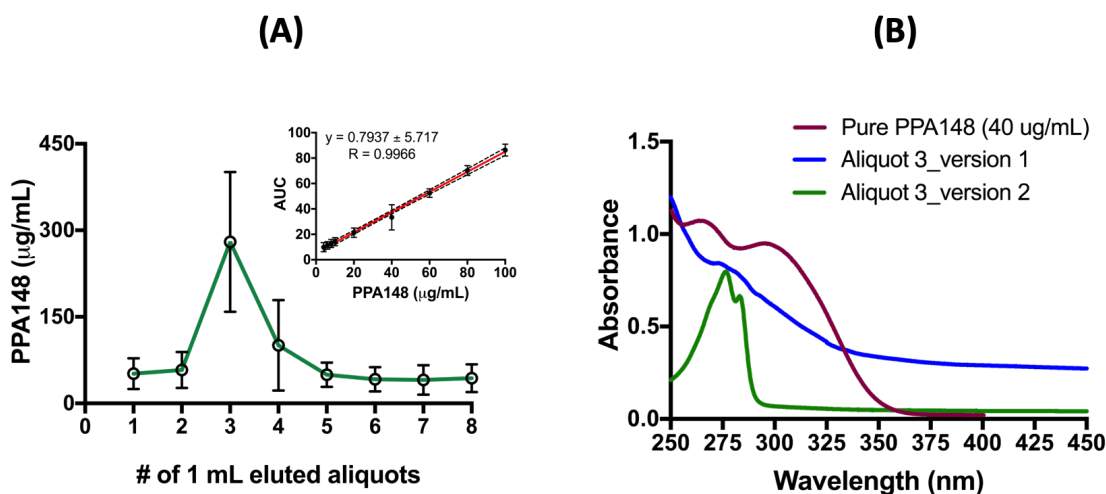 (A)
(B)
PPA148 (µg/mL)
450
300
150
0
0 1 2 3 4 5 6 7 8
# of 1 mL eluted aliquots
y = 0.7937 ± 5.717
R = 0.9966
AUC
100
80
60
40
20
0
0 20 40 60 80 100
PPA148 (µg/mL)
Pure PPA148 (40 ug/mL)
Aliquot 3_version 1
Aliquot 3_version 2
Absorbance
1.5
1.0
0.5
0.0
250 275 300 325 350 375 400 425 450
Wavelength (nm)